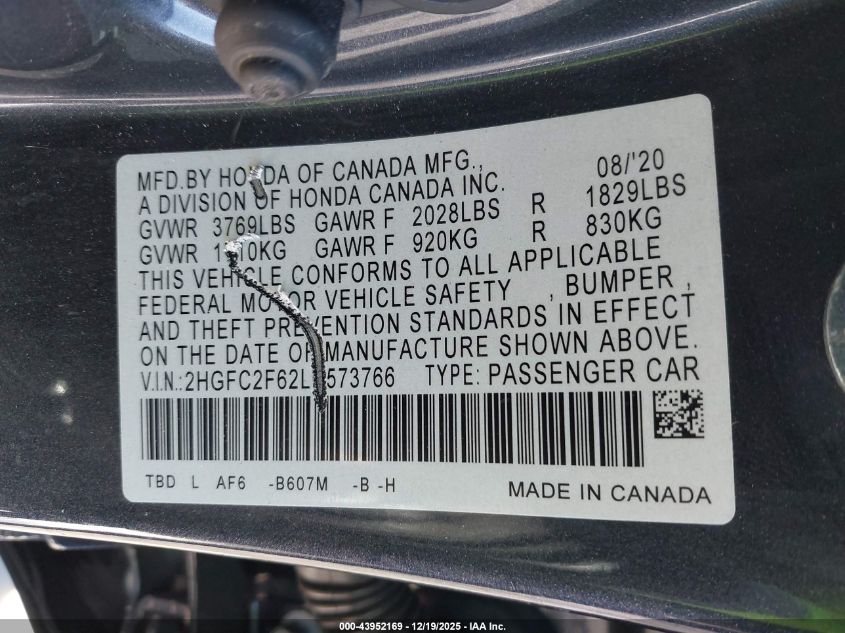 MFD.BY HONDA OF CANADA MFG., 08/'20
A DIVISION OF HONDA CANADA INC.
GVWR 3769LBS GAWR F 2028LBS R 1829LBS
GVWR 1710KG GAWR F 920KG R 830KG
THIS VEHICLE CONFORMS TO ALL APPLICABLE
FEDERAL MOTOR VEHICLE SAFETY , BUMPER ,
AND THEFT PREVENTION STANDARDS IN EFFECT
ON THE DATE OF MANUFACTURE SHOWN ABOVE.
V.I.N.: TYPE: PASSENGER CAR
TBD L AF6 -B607M -B -H
MADE IN CANADA
000-43952169 - 12/19/2025 - IAA Inc.